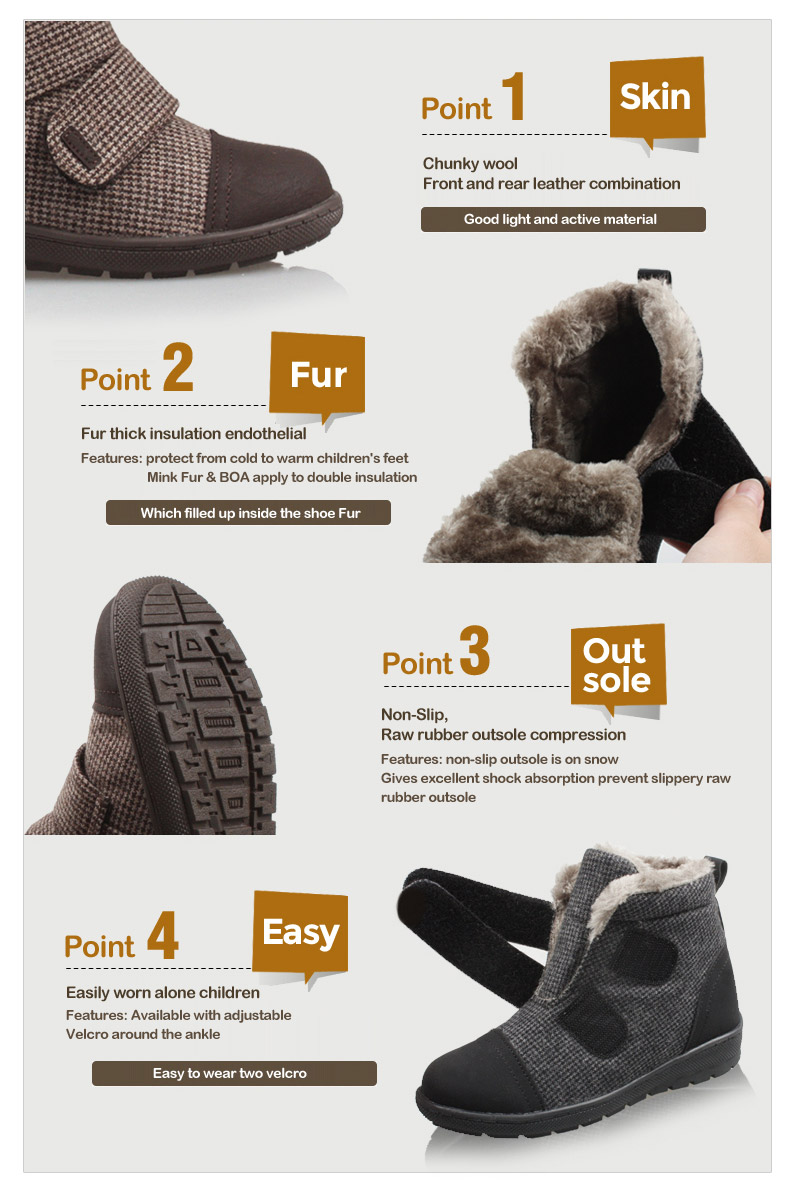 Point 1
Skin
Chunky wool
Front and rear leather combination
Good light and active material
Point 2
Fur
Fur thick insulation endothelial
Features: protect from cold to warm children's feet
Mink Fur & BOA apply to double insulation
Which filled up inside the shoe Fur
Point 3
Out
sole
Non-Slip,
Raw rubber outsole compression
Features: non-slip outsole is on snow
Gives excellent shock absorption prevent slippery raw
rubber outsole
Point 4
Easy
Easily worn alone children
Features: Available with adjustable
Velcro around the ankle
Easy to wear two velcro